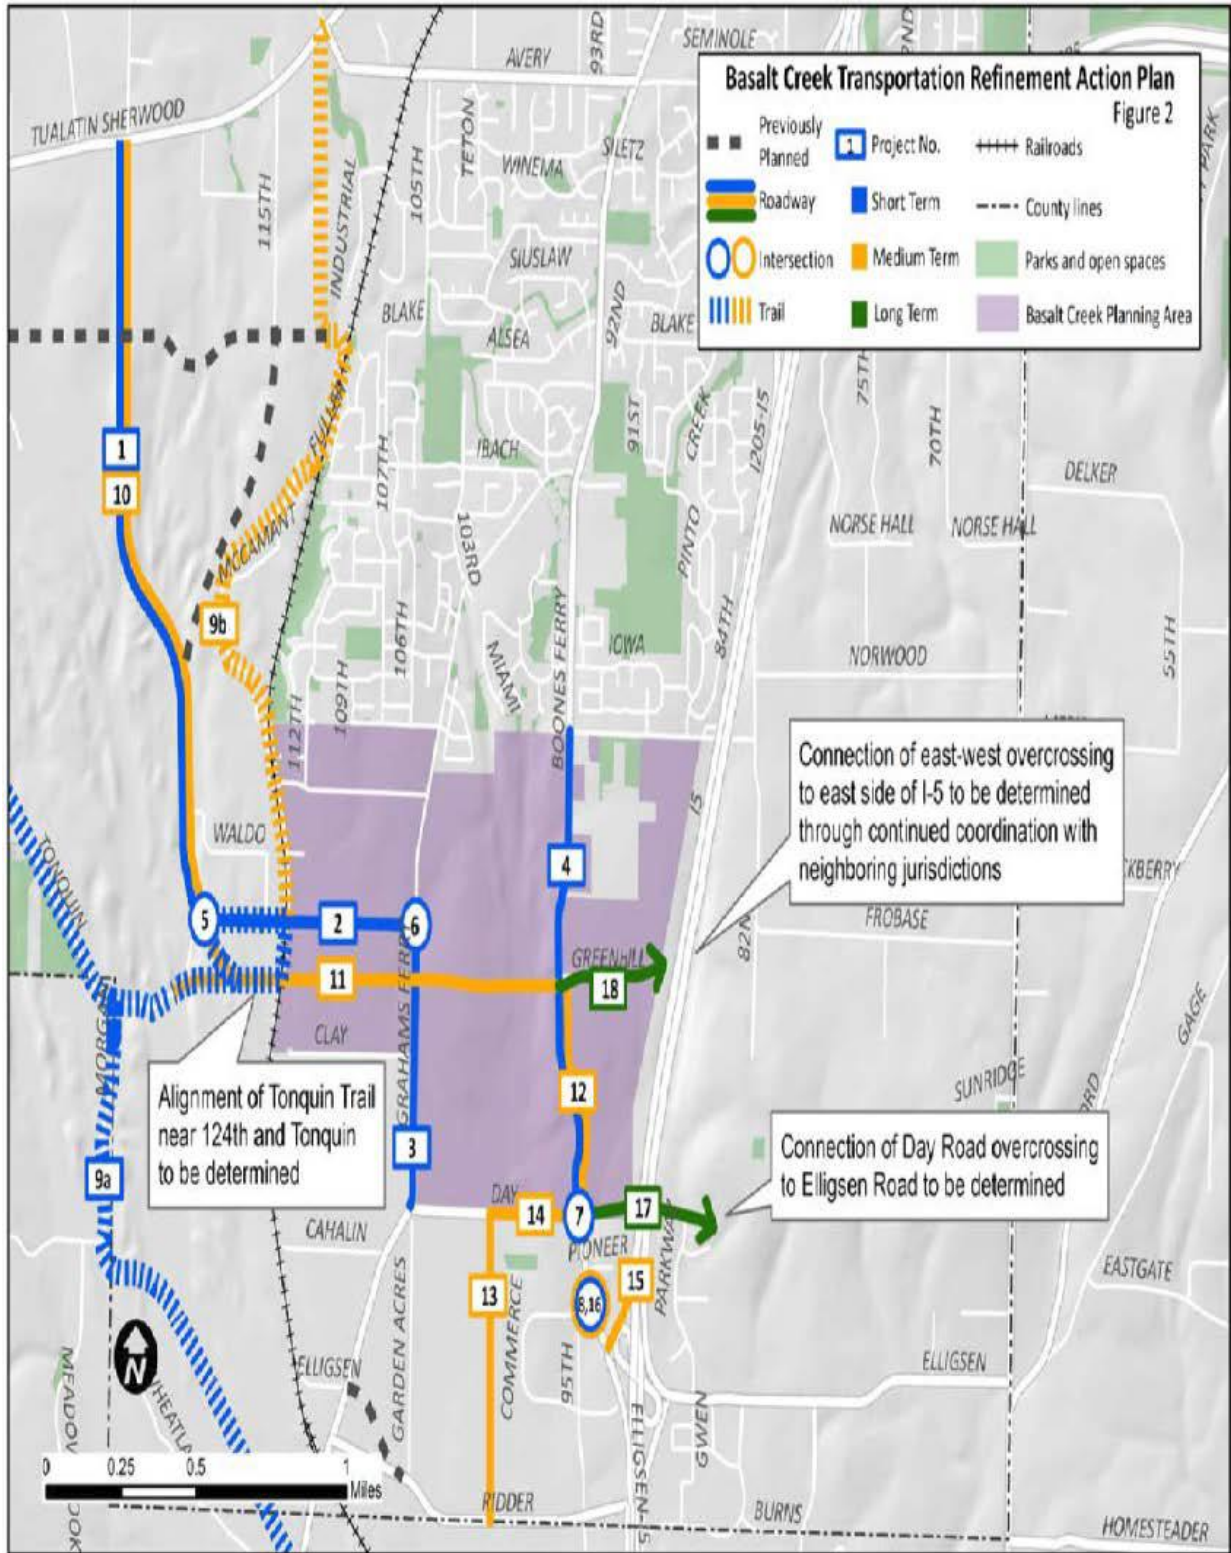 Basalt Creek Transportation Refinement Action Plan
Figure 2
Previously
Planned
1
Project No.
Railroads
Roadway
Short Term
County lines
Intersection
Medium Term
Parks and open spaces
Trail
Long Term
Basalt Creek Planning Area
SEMINOLE
93RD
AVERY
TUALATIN SHERWOOD
TETON
105TH
WINEMA
SILETZ
115TH
INDUSTRIAL
SIUSLAW
92ND
BLAKE
ALSEA
BLAKE
PARK
75TH
70TH
FULLER
107TH
IBACH
91ST
CREEK
PINTO
I205-I5
DELKER
1
10
103RD
NORSE HALL
NORSE HALL
MCCAMANT
9b
106TH
MIAMI
BOONES FERRY
IOWA
84TH
NORWOOD
55TH
112TH
109TH
I5
Connection of east-west overcrossing
to east side of I-5 to be determined
through continued coordination with
neighboring jurisdictions
WALDO
4
TONQUIN
5
2
6
FROBASE
GREENHILL
11
18
CLAY
GRAHAMS FERRY
GAGE
12
SUNRIDGE
Alignment of Tonquin Trail
near 124th and Tonquin
to be determined
3
9a
Connection of Day Road overcrossing
to Elligsen Road to be determined
DAY
14
7
17
CAHALIN
PIONEER
PARKWAY
13
15
8,16
EASTGATE
GARDEN ACRES
COMMERCE
95TH
N
ELLIGSEN
ELLIGSEN
GWEN
ELLIGSEN-I5
0
0.25
0.5
1
Miles
RIDDER
BURNS
HOMESTEADER